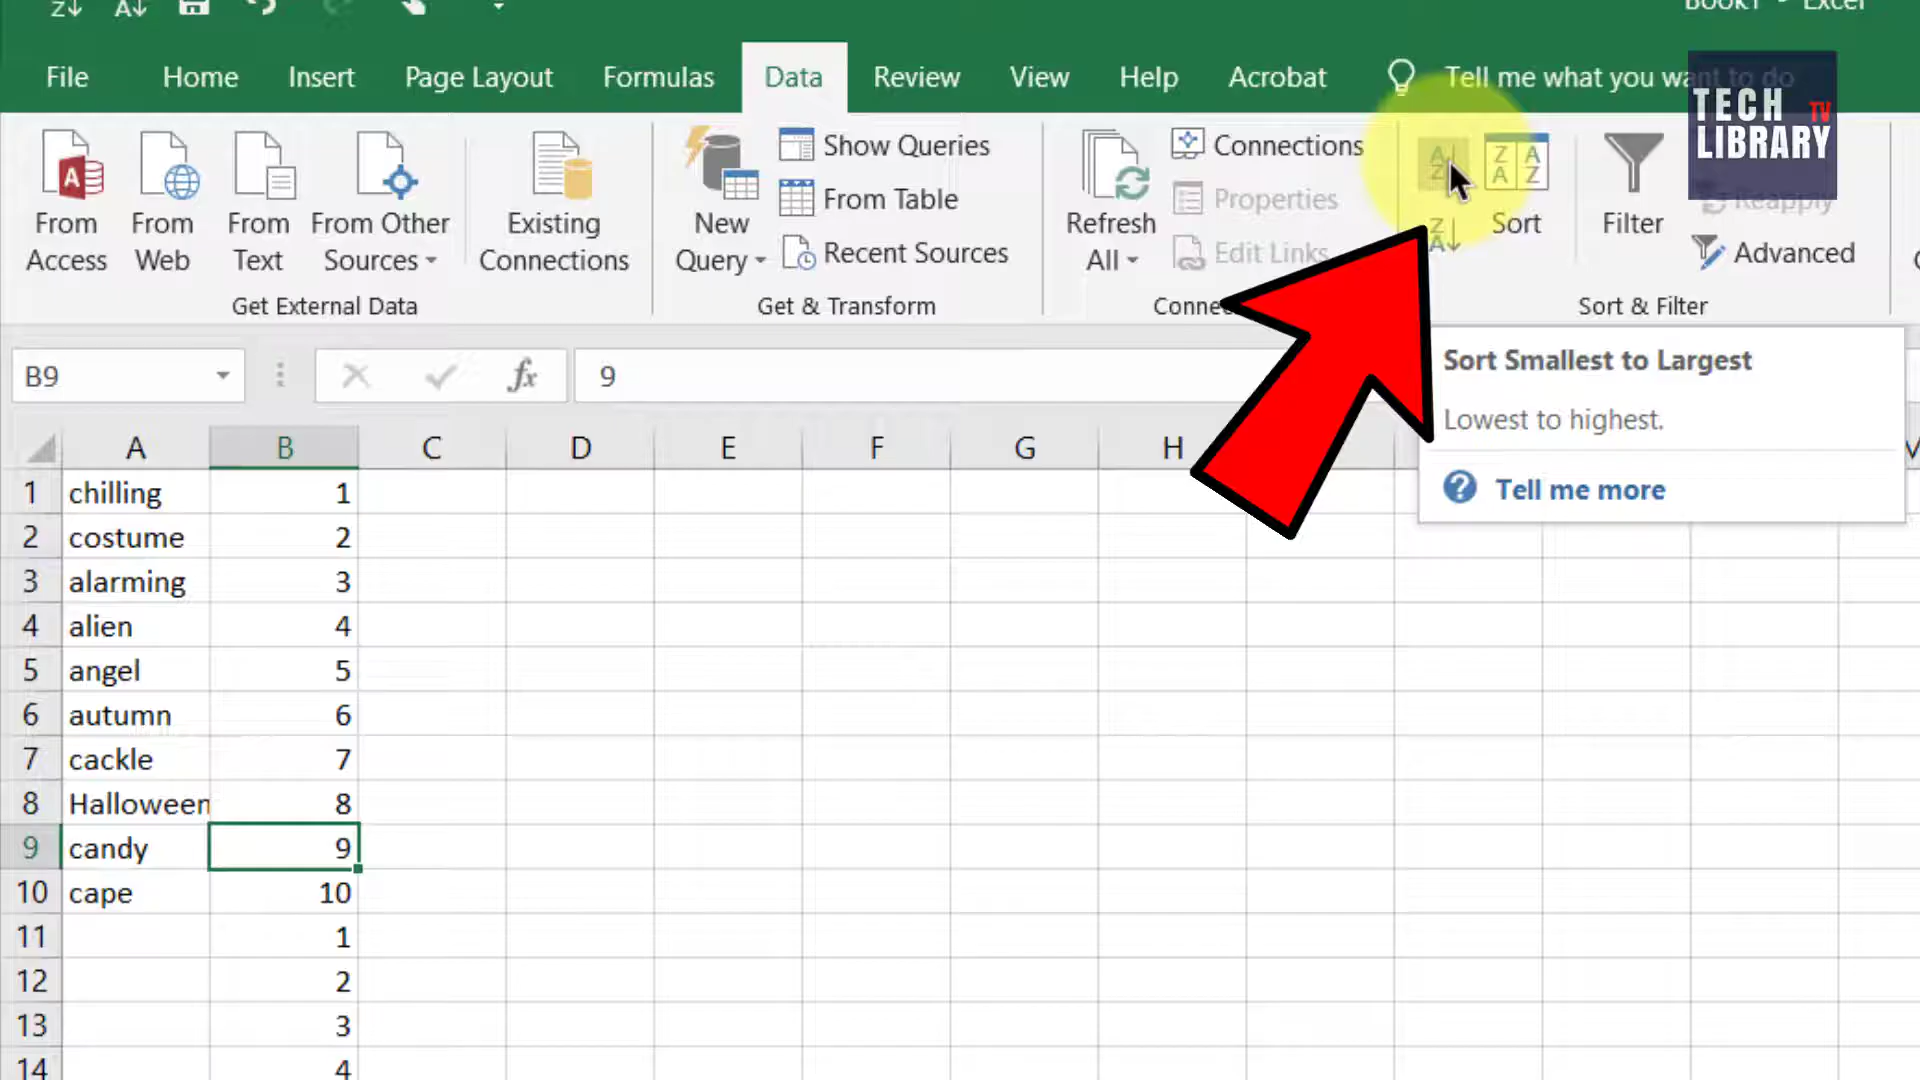 Book1 - Excel
File Home Insert Page Layout Formulas Data Review View Help Acrobat Tell me what you want to do
TECH TV
LIBRARY
From Access
From Web
From Text
From Other Sources
Existing Connections
Get External Data
New Query
Show Queries
From Table
Recent Sources
Get & Transform
Refresh All
Connections
Properties
Edit Links
Sort
Filter
Reapply
Advanced
Sort & Filter
B9
fx
9
Sort Smallest to Largest
Lowest to highest.
Tell me more
A B C D E F G H
1 chilling 1
2 costume 2
3 alarming 3
4 alien 4
5 angel 5
6 autumn 6
7 cackle 7
8 Halloween 8
9 candy 9
10 cape 10
11 1
12 2
13 3
14 4